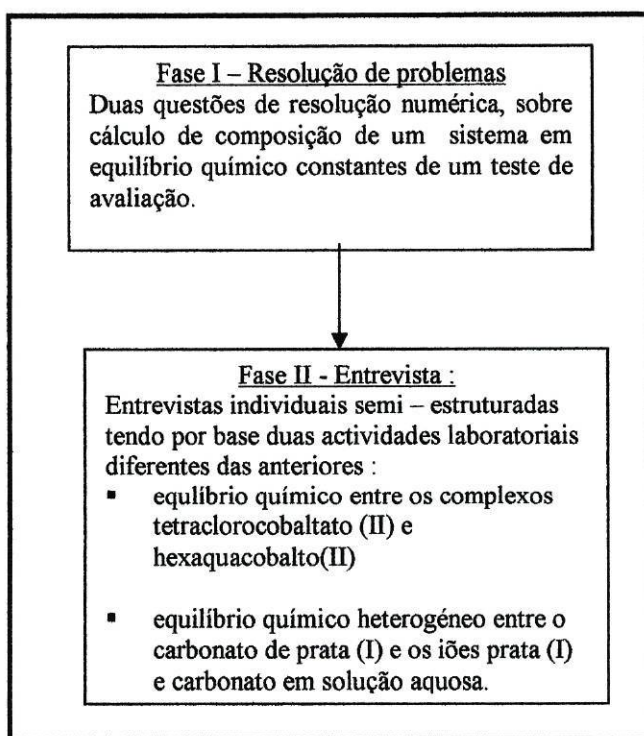 Fase I – Resolução de problemas
Duas questões de resolução numérica, sobre
cálculo de composição de um sistema em
equilíbrio químico constantes de um teste de
avaliação.
Fase II - Entrevista :
Entrevistas individuais semi – estruturadas
tendo por base duas actividades laboratoriais
diferentes das anteriores :
▪ equlíbrio químico entre os complexos
tetraclorocobaltato (II) e
hexaquacobalto(II)
▪ equilíbrio químico heterogéneo entre o
carbonato de prata (I) e os iões prata (I)
e carbonato em solução aquosa.